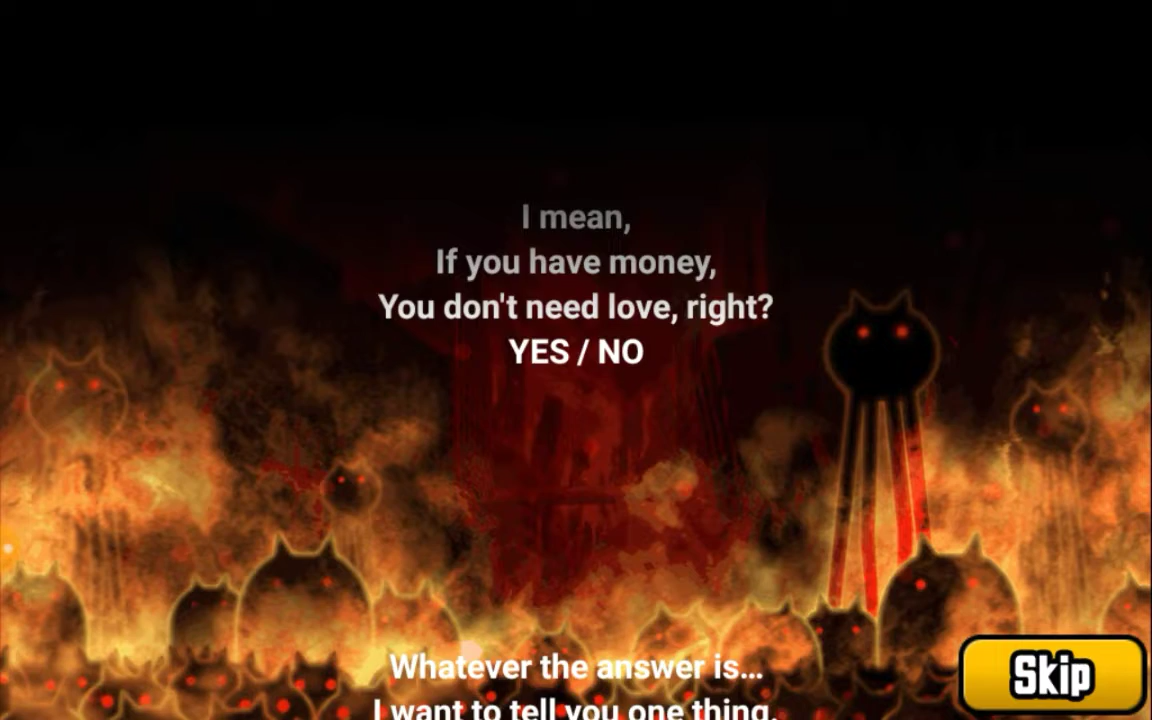 I mean,
If you have money,
You don't need love, right?
YES / NO
Whatever the answer is...
I want to tell you one thing.
Skip